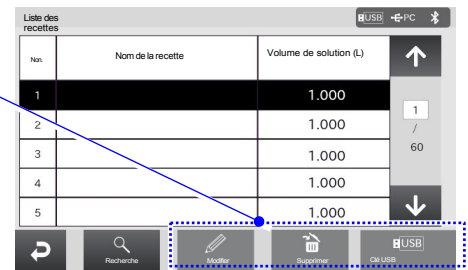 Liste des
recettes
USB PC
Non.
Nom de la recette
Volume de solution (L)
1
1.000
2
1.000
3
1.000
4
1.000
5
1.000
1
/
60
Recherche
Modifier
Supprimer
USB
Clé USB